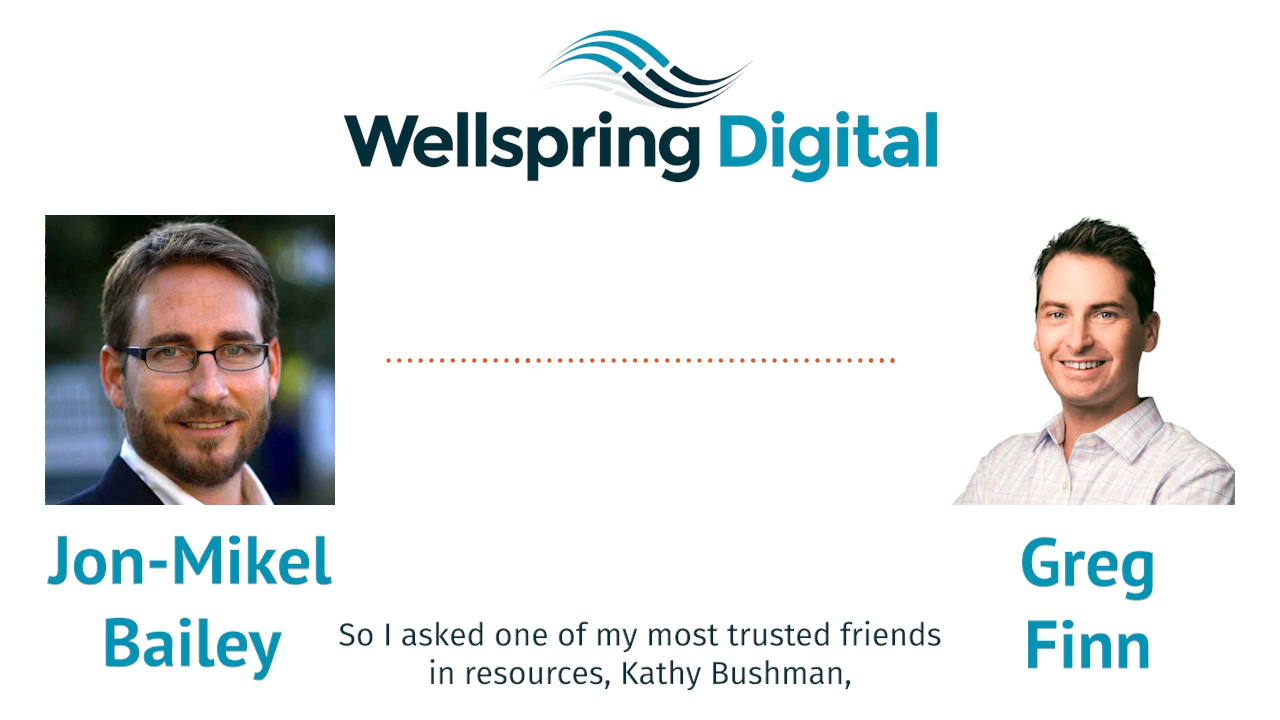 Wellspring Digital
Jon-Mikel
Bailey
Greg
Finn
So I asked one of my most trusted friends
in resources, Kathy Bushman,